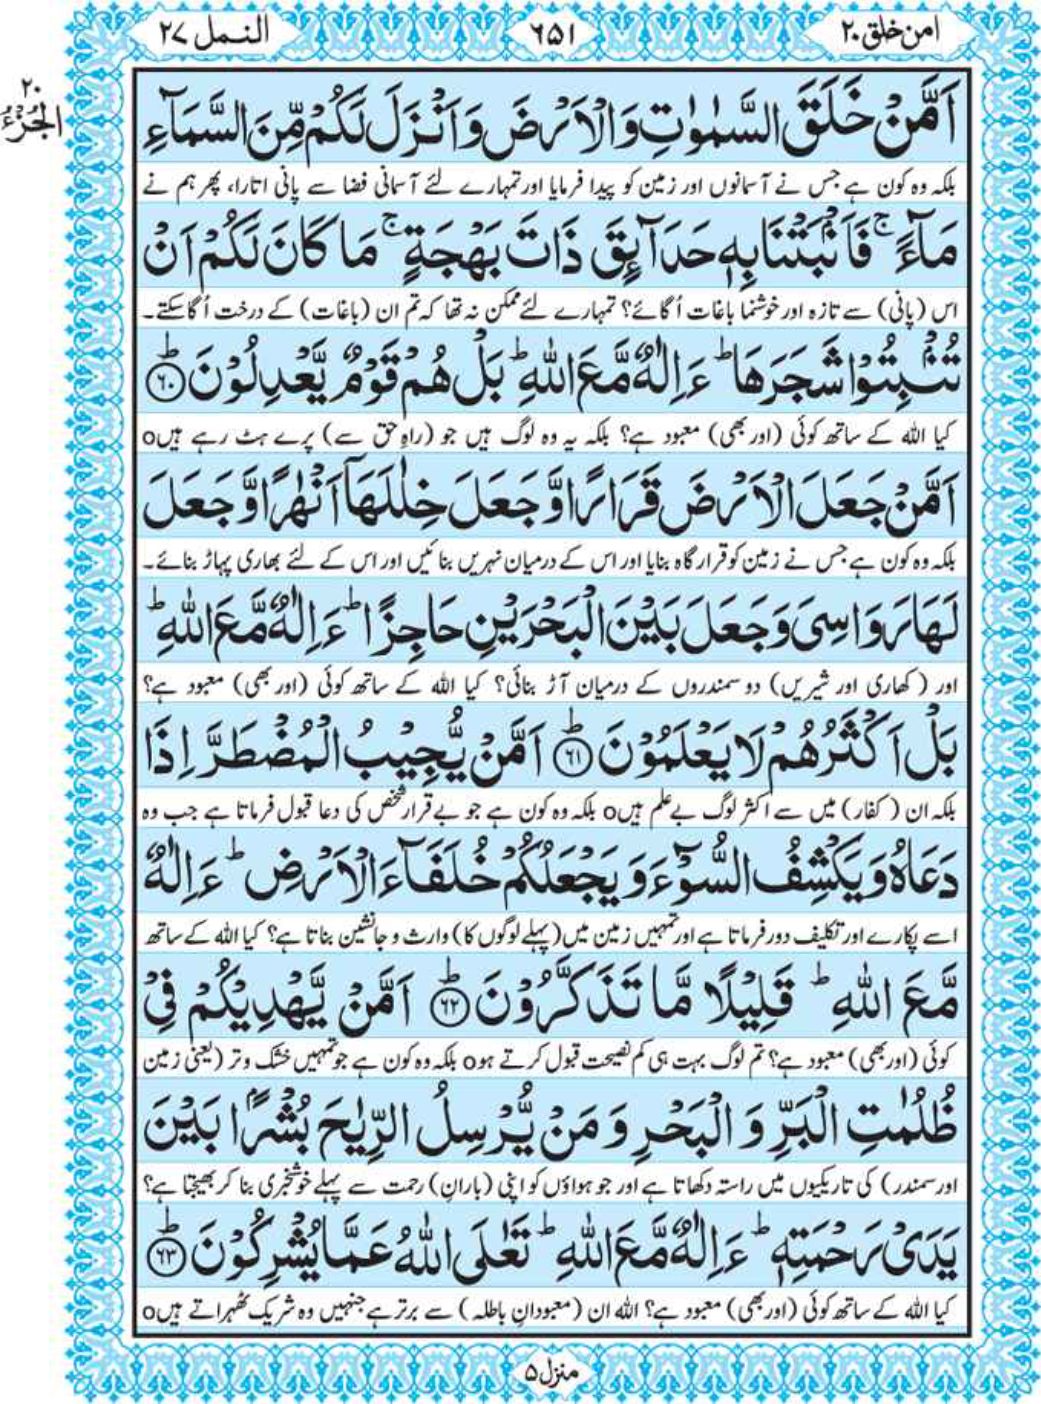 امن خلق ٢٠
٦٥١
النمل ٢٧
٢٠
الجزء
اَمَّنْ خَلَقَ السَّمٰوٰتِ وَالْاَرْضَ وَاَنْزَلَ لَكُمْ مِّنَ السَّمَآءِ
بلکہ وہ کون ہے جس نے آسمانوں اور زمین کو پیدا فرمایا اور تمہارے لئے آسمانی فضا سے پانی اتارا، پھر ہم نے
مَآءً ۚ فَاَنْۢبَتْنَا بِهٖ حَدَآئِقَ ذَاتَ بَهْجَةٍ ۚ مَا كَانَ لَكُمْ اَنْ
اس (پانی) سے تازہ اور خوشنما باغات اُگائے؟ تمہارے لئے ممکن نہ تھا کہ تم ان (باغات) کے درخت اُگا سکتے۔
تُنْۢبِتُوْا شَجَرَهَا ؕ ءَاِلٰهٌ مَّعَ اللّٰهِ ؕ بَلْ هُمْ قَوْمٌ يَّعْدِلُوْنَ ؕ﴿٦٠﴾
کیا اللہ کے ساتھ کوئی (اور بھی) معبود ہے؟ بلکہ یہ وہ لوگ ہیں جو (راہِ حق سے) پرے ہٹ رہے ہیںo
اَمَّنْ جَعَلَ الْاَرْضَ قَرَارًا وَّجَعَلَ خِلٰلَهَاۤ اَنْهٰرًا وَّجَعَلَ
بلکہ وہ کون ہے جس نے زمین کو قرار گاہ بنایا اور اس کے درمیان نہریں بنائیں اور اس کے لئے بھاری پہاڑ بنائے۔
لَهَا رَوَاسِيَ وَجَعَلَ بَيْنَ الْبَحْرَيْنِ حَاجِزًا ؕ ءَاِلٰهٌ مَّعَ اللّٰهِ ؕ
اور (کھاری اور شیریں) دو سمندروں کے درمیان آڑ بنائی؟ کیا اللہ کے ساتھ کوئی (اور بھی) معبود ہے؟
بَلْ اَكْثَرُهُمْ لَا يَعْلَمُوْنَ ؕ﴿٦١﴾ اَمَّنْ يُّجِيْبُ الْمُضْطَرَّ اِذَا
بلکہ ان (کفار) میں سے اکثر لوگ بے علم ہیںo بلکہ وہ کون ہے جو بے قرار شخص کی دعا قبول فرماتا ہے جب وہ
دَعَاهُ وَيَكْشِفُ السُّوْٓءَ وَيَجْعَلُكُمْ خُلَفَآءَ الْاَرْضِ ؕ ءَاِلٰهٌ
اسے پکارے اور تکلیف دور فرماتا ہے اور تمہیں زمین میں (پہلے لوگوں کا) وارث و جانشین بناتا ہے؟ کیا اللہ کے ساتھ
مَّعَ اللّٰهِ ؕ قَلِيْلًا مَّا تَذَكَّرُوْنَ ؕ﴿٦٢﴾ اَمَّنْ يَّهْدِيْكُمْ فِيْ
کوئی (اور بھی) معبود ہے؟ تم لوگ بہت ہی کم نصیحت قبول کرتے ہوo بلکہ وہ کون ہے جو تمہیں خشک و تر (یعنی زمین
ظُلُمٰتِ الْبَرِّ وَ الْبَحْرِ وَ مَنْ يُّرْسِلُ الرِّيٰحَ بُشْرًۢا بَيْنَ
اور سمندر) کی تاریکیوں میں راستہ دکھاتا ہے اور جو ہواؤں کو اپنی (بارانِ) رحمت سے پہلے خوشخبری بنا کر بھیجتا ہے؟
يَدَيْ رَحْمَتِهٖ ؕ ءَاِلٰهٌ مَّعَ اللّٰهِ ؕ تَعٰلَى اللّٰهُ عَمَّا يُشْرِكُوْنَ ؕ﴿٦٣﴾
کیا اللہ کے ساتھ کوئی (اور بھی) معبود ہے؟ اللہ ان (معبودانِ باطلہ) سے برتر ہے جنہیں وہ شریک ٹھہراتے ہیںo
منزل ٥